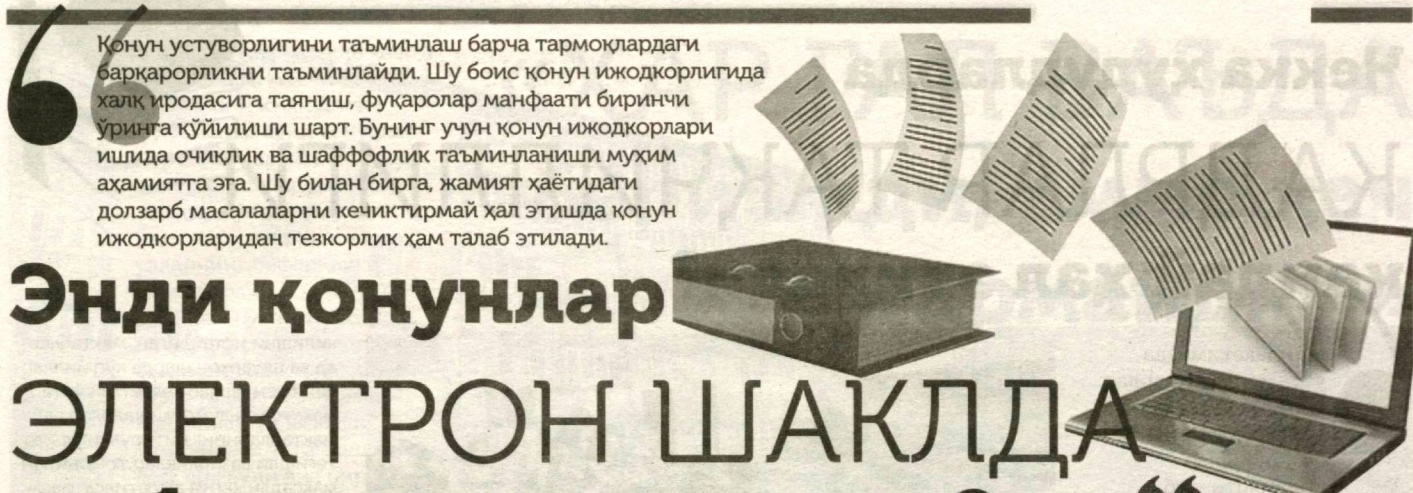 Қонун устуворлигини таъминлаш барча тармоқлардаги
барқарорликни таъминлайди. Шу боис қонун ижодкорлигида
халқ иродасига таяниш, фуқаролар манфаати биринчи
ўринга қўйилиши шарт. Бунинг учун қонун ижодкорлари
ишида очиқлик ва шаффофлик таъминланиши муҳим
аҳамиятга эга. Шу билан бирга, жамият ҳаётидаги
долзарб масалаларни кечиктирмай ҳал этишда қонун
ижодкорларидан тезкорлик ҳам талаб этилади.
Энди қонунлар
ЭЛЕКТРОН ШАКЛДА